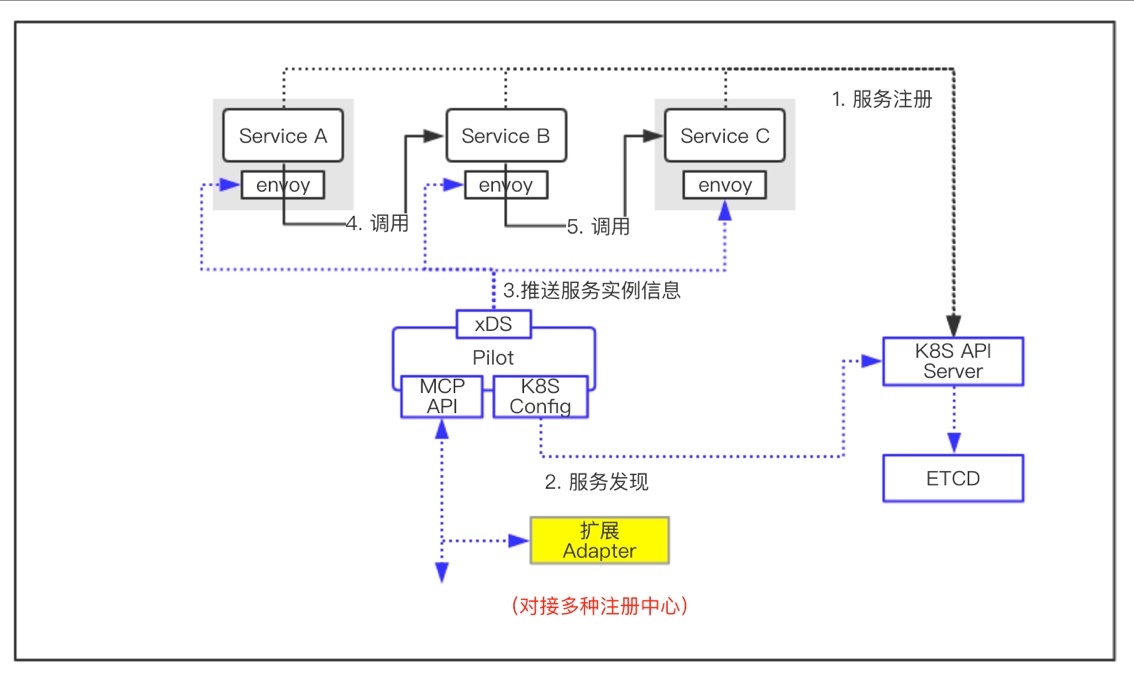 1. 服务注册
Service A
Service B
Service C
envoy
envoy
envoy
4. 调用
5. 调用
3.推送服务实例信息
xDS
Pilot
MCP
API
K8S
Config
K8S API
Server
2. 服务发现
ETCD
扩展
Adapter
(对接多种注册中心)